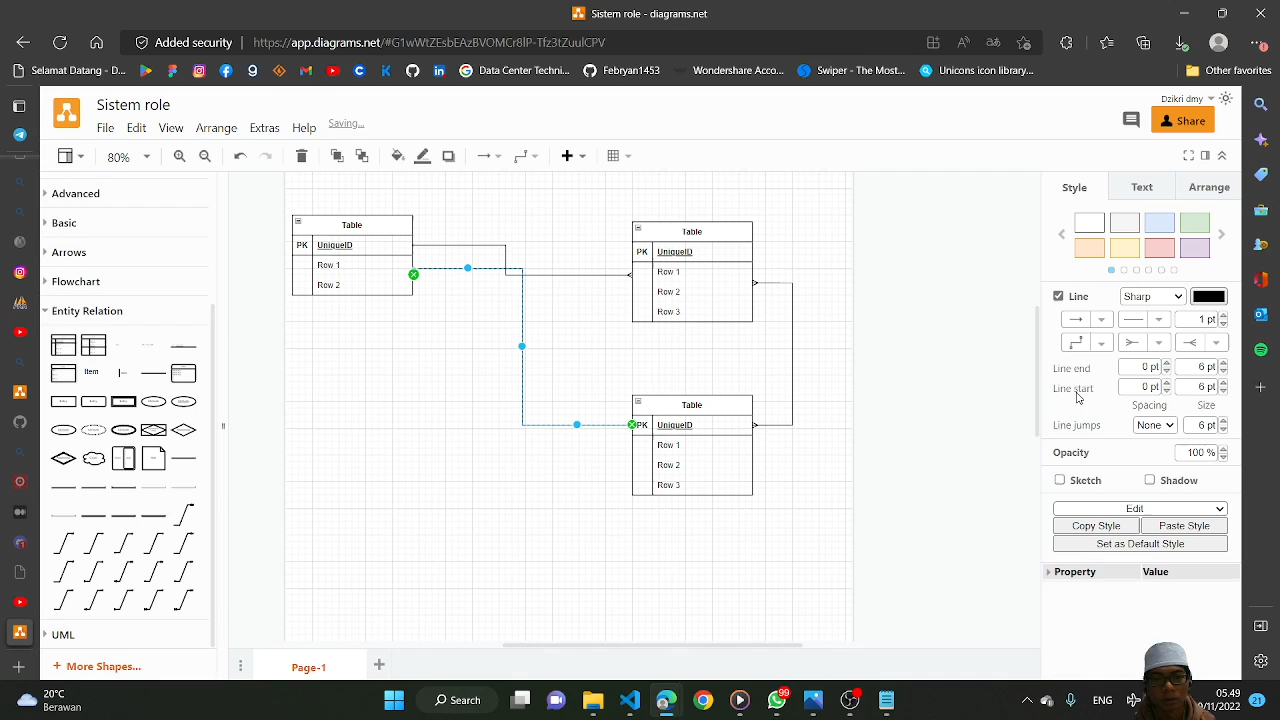 Sistem role - diagrams.net
Added security
https://app.diagrams.net/#G1wWtZEsbEAzBVOMCr8lP-Tfz3tZuulCPV
Selamat Datang - D...
Febryan1453
Data Center Techni...
Wondershare Acco...
Swiper - The Most...
Unicons icon library...
Other favorites
Sistem role
Dzikri dmy
File Edit View Arrange Extras Help Saving...
Share
80%
Advanced
Basic
Arrows
Flowchart
Entity Relation
Item
UML
+ More Shapes...
Table
PK UniqueID
Row 1
Row 2
Table
PK UniqueID
Row 1
Row 2
Row 3
Table
PK UniqueID
Row 1
Row 2
Row 3
Style Text Arrange
Line Sharp
1 pt
Line end 0 pt 6 pt
Line start 0 pt 6 pt
Spacing Size
Line jumps None 6 pt
Opacity 100 %
Sketch Shadow
Edit
Copy Style Paste Style
Set as Default Style
Property Value
Page-1
20°C
Berawan
Search
99
ENG
05.49
/11/2022
21